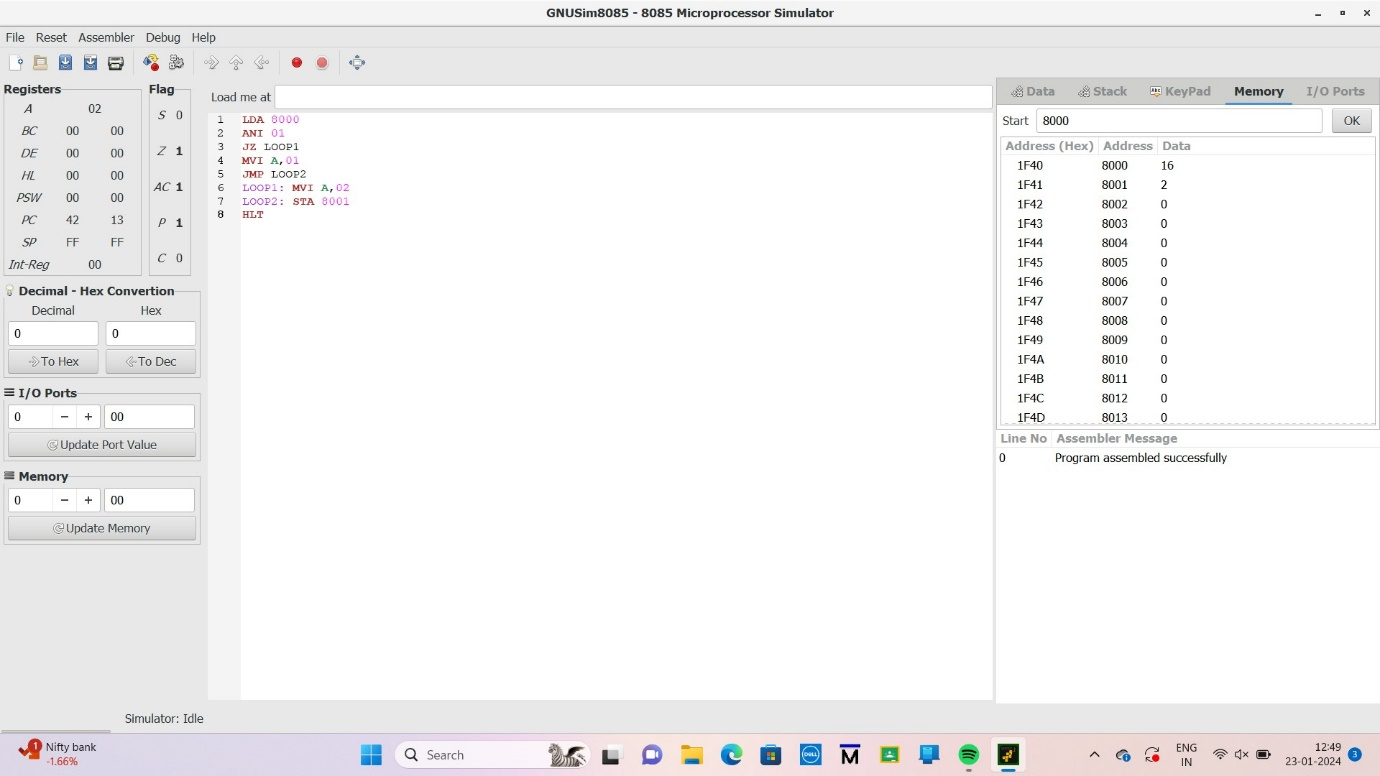 GNUSim8085 - 8085 Microprocessor Simulator
File Reset Assembler Debug Help
Registers
A 02
BC 00 00
DE 00 00
HL 00 00
PSW 00 00
PC 42 13
SP FF FF
Int-Reg 00
Flag
S 0
Z 1
AC 1
P 1
C 0
Decimal - Hex Convertion
Decimal Hex
0 0
To Hex To Dec
I/O Ports
0 − + 00
Update Port Value
Memory
0 − + 00
Update Memory
Load me at
1 LDA 8000
2 ANI 01
3 JZ LOOP1
4 MVI A,01
5 JMP LOOP2
6 LOOP1: MVI A,02
7 LOOP2: STA 8001
8 HLT
Data Stack KeyPad Memory I/O Ports
Start 8000 OK
Address (Hex) Address Data
1F40 8000 16
1F41 8001 2
1F42 8002 0
1F43 8003 0
1F44 8004 0
1F45 8005 0
1F46 8006 0
1F47 8007 0
1F48 8008 0
1F49 8009 0
1F4A 8010 0
1F4B 8011 0
1F4C 8012 0
1F4D 8013 0
Line No Assembler Message
0 Program assembled successfully
Simulator: Idle
1 Nifty bank
-1.66%
Search
DELL
M
ENG
IN
12:49
23-01-2024
3